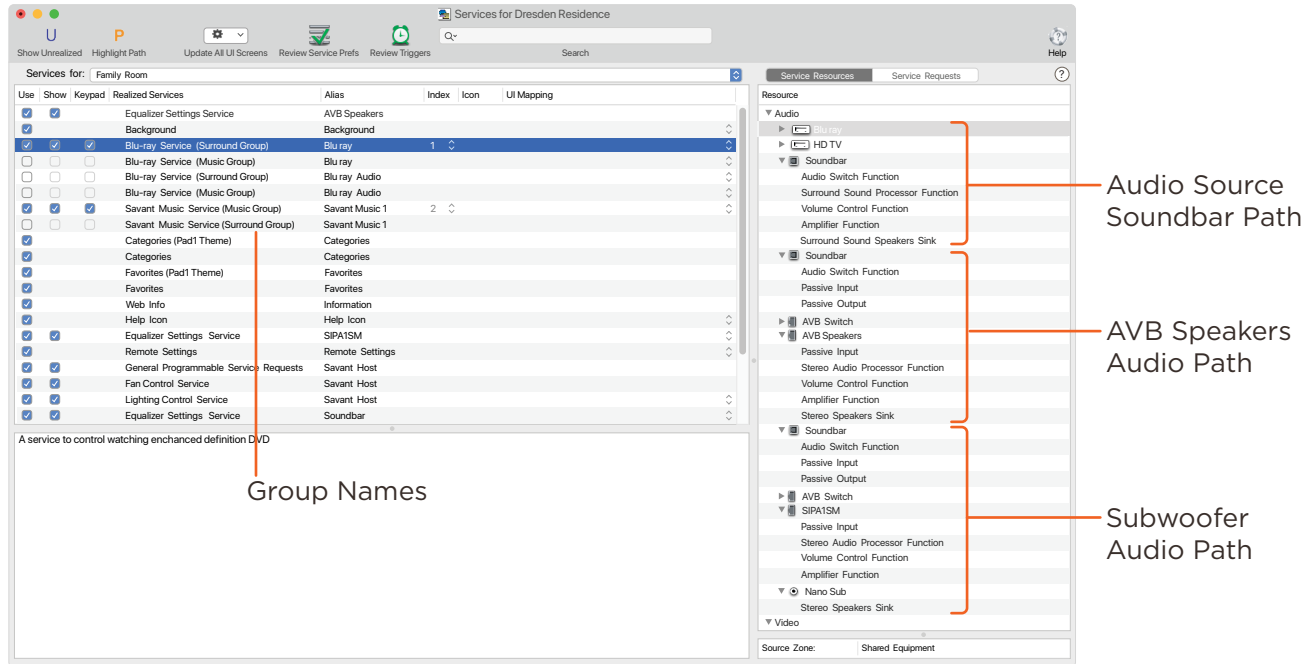 Services for Dresden Residence
U
P
Show Unrealized
Highlight Path
Update All UI Screens
Review Service Prefs
Review Triggers
Search
Help
Services for:
Family Room
Service Resources
Service Requests
?
Use Show Keypad Realized Services Alias Index Icon UI Mapping
Equalizer Settings Service AVB Speakers
Background Background
Blu-ray Service (Surround Group) Blu ray 1
Blu-ray Service (Music Group) Blu ray
Blu-ray Service (Surround Group) Blu ray Audio
Blu-ray Service (Music Group) Blu ray Audio
Savant Music Service (Music Group) Savant Music 1 2
Savant Music Service (Surround Group) Savant Music 1
Categories (Pad1 Theme) Categories
Categories Categories
Favorites (Pad1 Theme) Favorites
Favorites Favorites
Web Info Information
Help Icon Help Icon
Equalizer Settings Service SIPA1SM
Remote Settings Remote Settings
General Programmable Service Requests Savant Host
Fan Control Service Savant Host
Lighting Control Service Savant Host
Equalizer Settings Service Soundbar
A service to control watching enchanced definition DVD
Group Names
Resource
Audio
Blu ray
HD TV
Soundbar
Audio Switch Function
Surround Sound Processor Function
Volume Control Function
Amplifier Function
Surround Sound Speakers Sink
Soundbar
Audio Switch Function
Passive Input
Passive Output
AVB Switch
AVB Speakers
Passive Input
Stereo Audio Processor Function
Volume Control Function
Amplifier Function
Stereo Speakers Sink
Soundbar
Audio Switch Function
Passive Input
Passive Output
AVB Switch
SIPA1SM
Passive Input
Stereo Audio Processor Function
Volume Control Function
Amplifier Function
Nano Sub
Stereo Speakers Sink
Video
Source Zone: Shared Equipment
Audio Source
Soundbar Path
AVB Speakers
Audio Path
Subwoofer
Audio Path